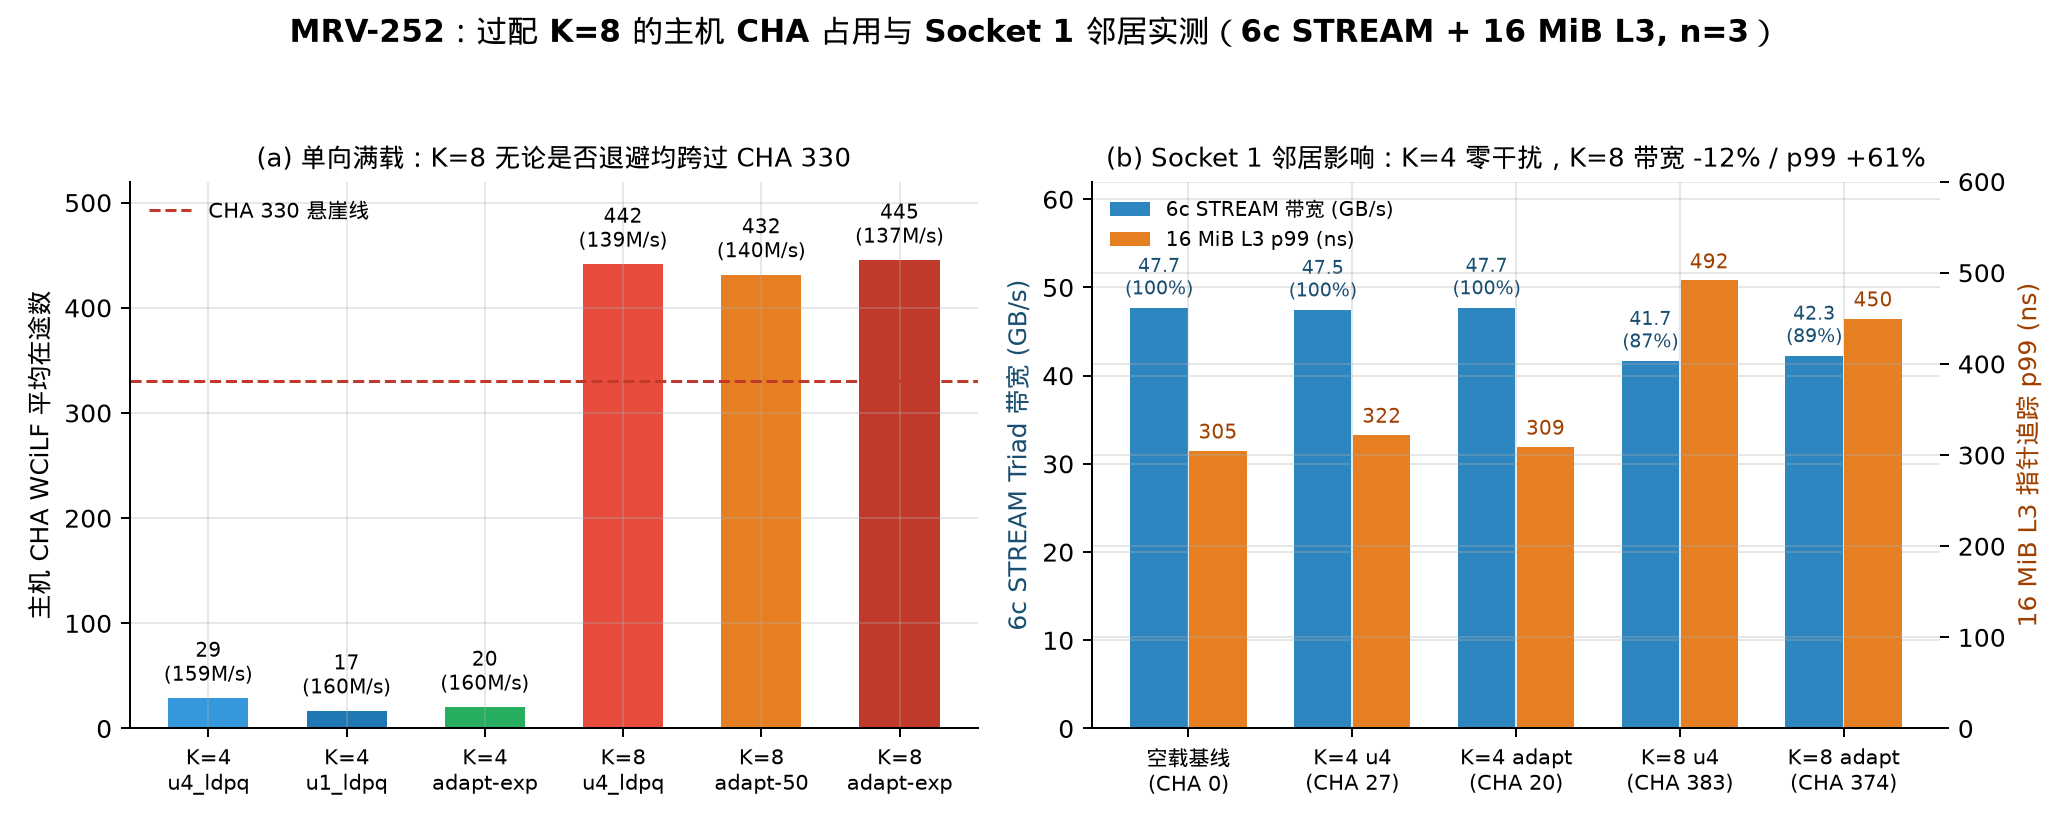 MRV-252：过配 K=8 的主机 CHA 占用与 Socket 1 邻居实测（6c STREAM + 16 MiB L3, n=3）
(a) 单向满载：K=8 无论是否退避均跨过 CHA 330
主机 CHA WCiLF 平均在途数
500
400
300
200
100
0
CHA 330 悬崖线
29
(159M/s)
17
(160M/s)
20
(160M/s)
442
(139M/s)
432
(140M/s)
445
(137M/s)
K=4
u4_ldpq
K=4
u1_ldpq
K=4
adapt-exp
K=8
u4_ldpq
K=8
adapt-50
K=8
adapt-exp
(b) Socket 1 邻居影响：K=4 零干扰，K=8 带宽 -12% / p99 +61%
6c STREAM Triad 带宽 (GB/s)
60
50
40
30
20
10
0
6c STREAM 带宽 (GB/s)
16 MiB L3 p99 (ns)
47.7
(100%)
305
47.5
(100%)
322
47.7
(100%)
309
41.7
(87%)
492
42.3
(89%)
450
空载基线
(CHA 0)
K=4 u4
(CHA 27)
K=4 adapt
(CHA 20)
K=8 u4
(CHA 383)
K=8 adapt
(CHA 374)
600
500
400
300
200
100
0
16 MiB L3 指针追踪 p99 (ns)